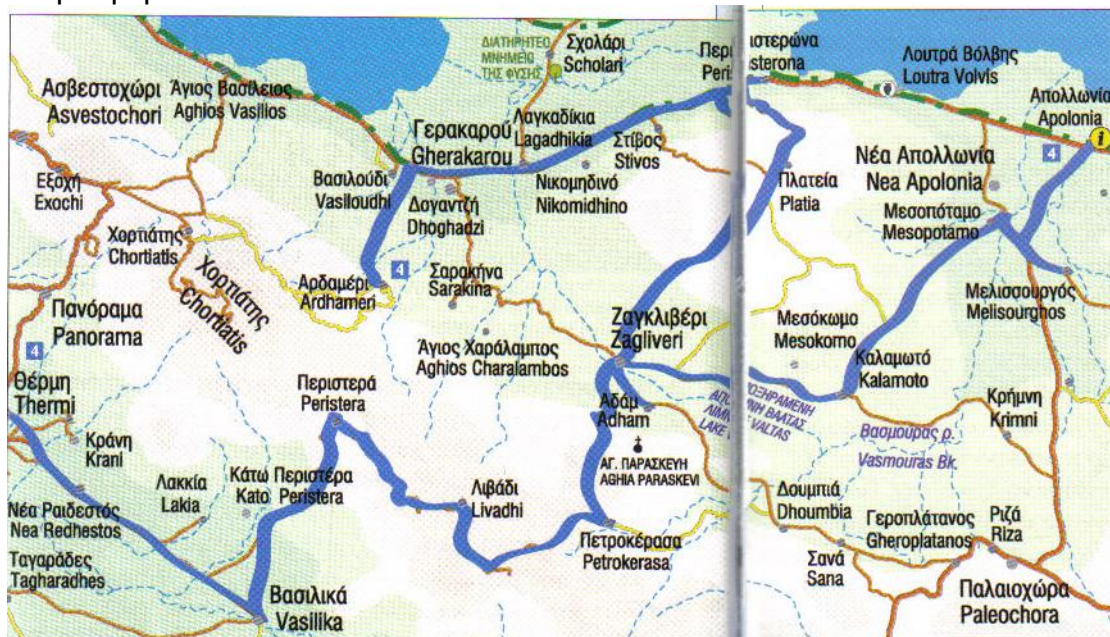 ΔΙΑΤΗΡΗΤΕΟ
ΜΝΗΜΕΙΟ
ΤΗΣ ΦΥΣΗΣ
Σχολάρι
Scholari
Ασβεστοχώρι
Asvestochori
Άγιος Βασίλειος
Aghios Vasilios
Γερακαρού
Gherakarou
Λαγκαδίκια
Lagadhikia
Στίβος
Stivos
Λουτρά Βόλβης
Loutra Volvis
Απολλωνία
Apolonia
i
4
Εξοχή
Exochi
Βασιλούδι
Vasiloudhi
Δογαντζή
Dhoghadzi
Νικομηδινό
Nikomidhino
Πλατεία
Platia
Νέα Απολλωνία
Nea Apolonia
Μεσοπόταμο
Mesopotamo
Χορτιάτης
Chortiatis
Χορτιάτης
Chortiatis
Αρδαμέρι
Ardhameri
4
Σαρακήνα
Sarakina
Μελισσουργός
Melisourghos
Πανόραμα
Panorama
4
Ζαγκλιβέρι
Zagliveri
Μεσόκωμο
Mesokomo
Άγιος Χαράλαμπος
Aghios Charalambos
Καλαμωτό
Kalamoto
Θέρμη
Thermi
Περιστερά
Peristera
Αδάμ
Adham
Κρήμνη
Krimni
Κράνη
Krani
ΑΓ. ΠΑΡΑΣΚΕΥΗ
AGHIA PARASKEVI
Βασμουρας ρ.
Vasmouras Bk.
Λακκία
Lakia
Κάτω Περιστέρα
Kato Peristera
Λιβάδι
Livadhi
Νέα Ραιδεστός
Nea Redhestos
Πετροκέρασα
Petrokerasa
Δουμπιά
Dhoumbia
Γεροπλάτανος
Gheroplatanos
Ριζά
Riza
Ταγαράδες
Tagharadhes
Σανά
Sana
Βασιλικά
Vasilika
Παλαιοχώρα
Paleochora